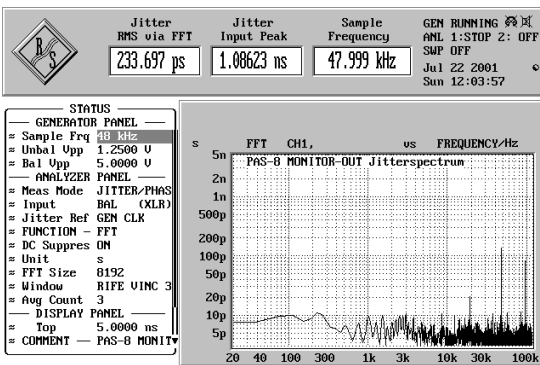 R S
Jitter RMS via FFT
233.697 ps
Jitter Input Peak
1.08623 ns
Sample Frequency
47.999 kHz
GEN RUNNING
ANL 1:STOP 2: OFF
SWP OFF
Jul 22 2001
Sun 12:03:57
STATUS
GENERATOR PANEL
≈ Sample Frq 48 kHz
≈ Unbal Vpp 1.2500 V
≈ Bal Vpp 5.0000 V
ANALYZER PANEL
≈ Meas Mode JITTER/PHAS
≈ Input BAL (XLR)
≈ Jitter Ref GEN CLK
≈ FUNCTION — FFT
≈ DC Suppres ON
≈ Unit s
≈ FFT Size 8192
≈ Window RIFE VINC 3
≈ Avg Count 3
DISPLAY PANEL
≈ Top 5.0000 ns
≈ COMMENT — PAS-8 MONIT
s FFT CH1, vs FREQUENCY/Hz
PAS-8 MONITOR-OUT Jitterspectrum
5n
2n
1n
500p
200p
100p
50p
20p
10p
5p
20 40 100 300 1k 3k 10k 30k 100k